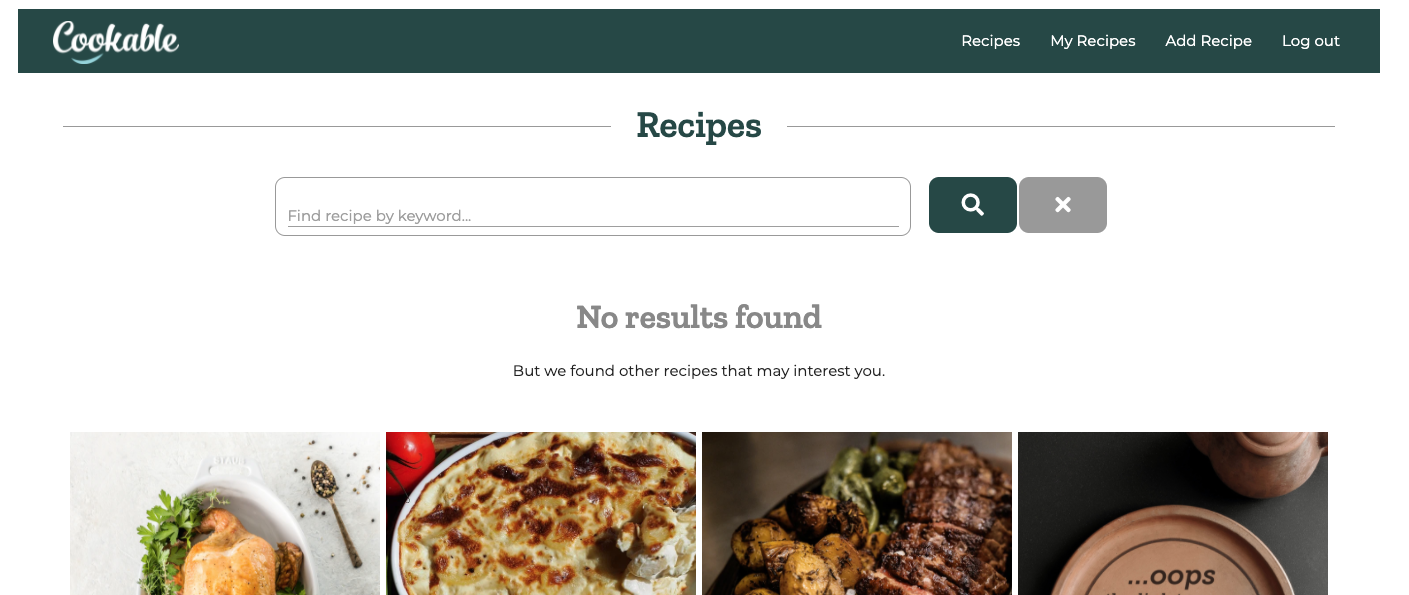 Cookable
Recipes My Recipes Add Recipe Log out
Recipes
Find recipe by keyword...
No results found
But we found other recipes that may interest you.
STAUB
...oops